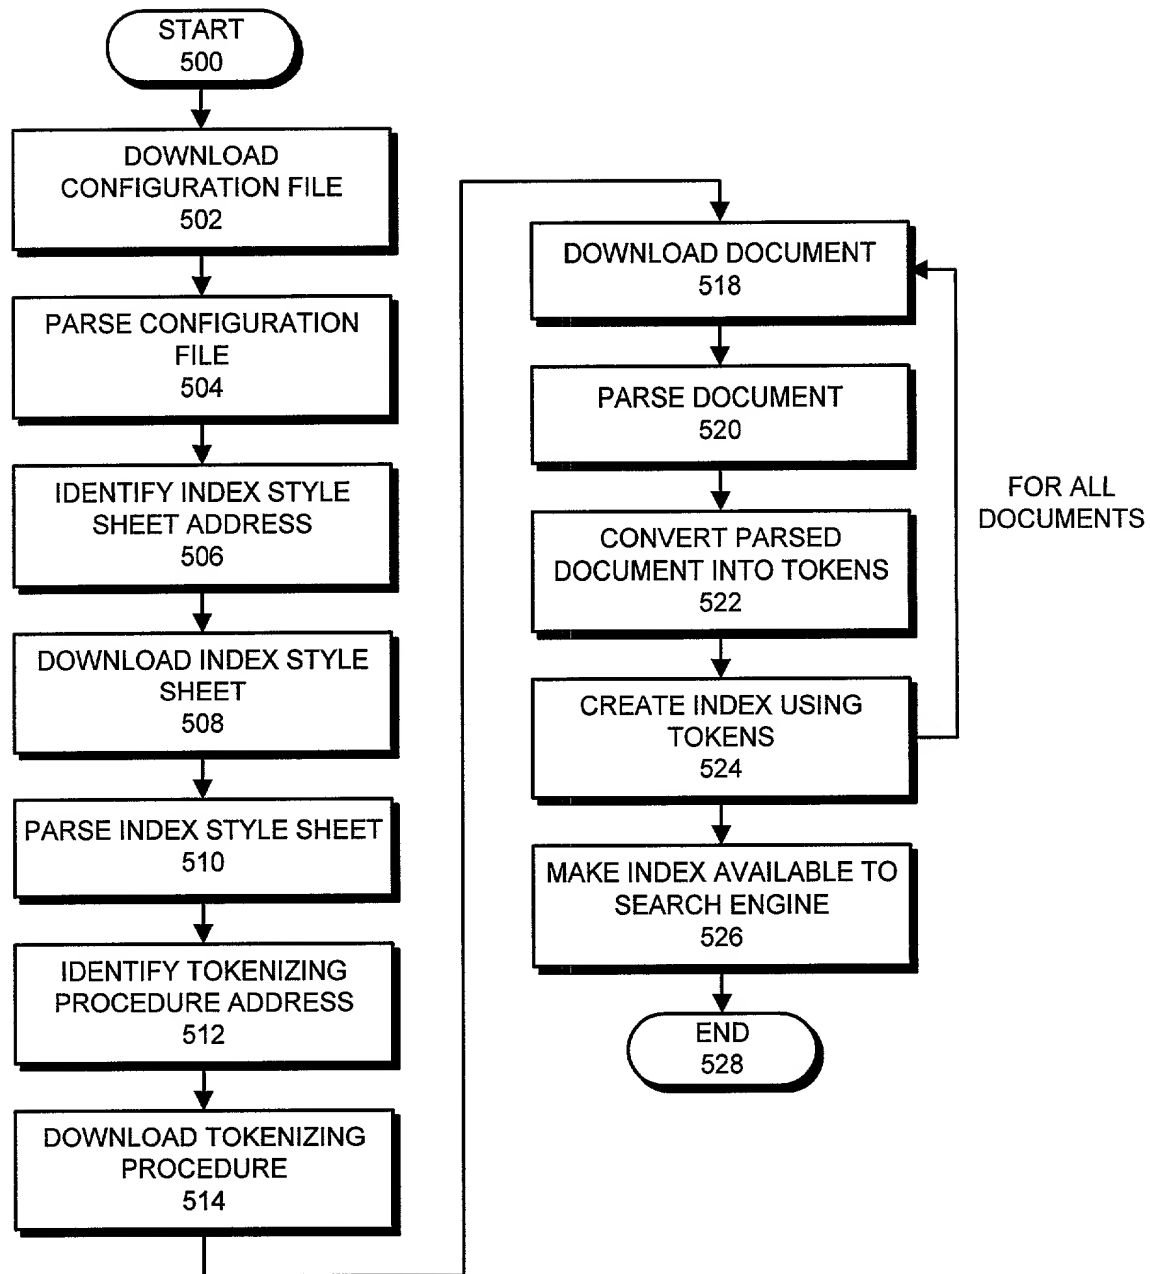 START
500
DOWNLOAD
CONFIGURATION FILE
502
PARSE CONFIGURATION
FILE
504
IDENTIFY INDEX STYLE
SHEET ADDRESS
506
DOWNLOAD INDEX STYLE
SHEET
508
PARSE INDEX STYLE SHEET
510
IDENTIFY TOKENIZING
PROCEDURE ADDRESS
512
DOWNLOAD TOKENIZING
PROCEDURE
514
DOWNLOAD DOCUMENT
518
PARSE DOCUMENT
520
CONVERT PARSED
DOCUMENT INTO TOKENS
522
CREATE INDEX USING
TOKENS
524
FOR ALL
DOCUMENTS
MAKE INDEX AVAILABLE TO
SEARCH ENGINE
526
END
528